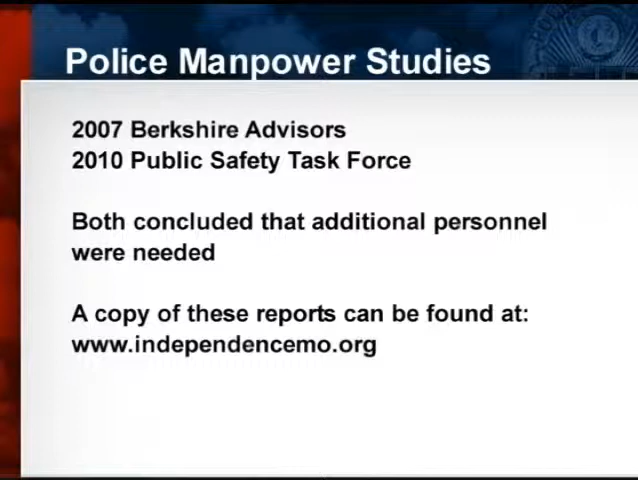 Police Manpower Studies
2007 Berkshire Advisors
2010 Public Safety Task Force
Both concluded that additional personnel
were needed
A copy of these reports can be found at:
www.independencemo.org